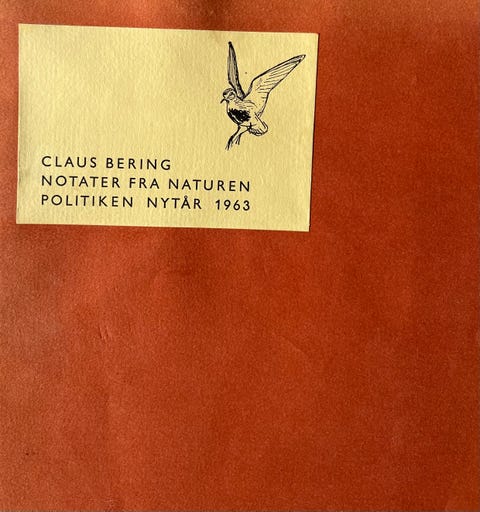 CLAUS BERING
NOTATER FRA NATUREN
POLITIKEN NYTÅR 1963